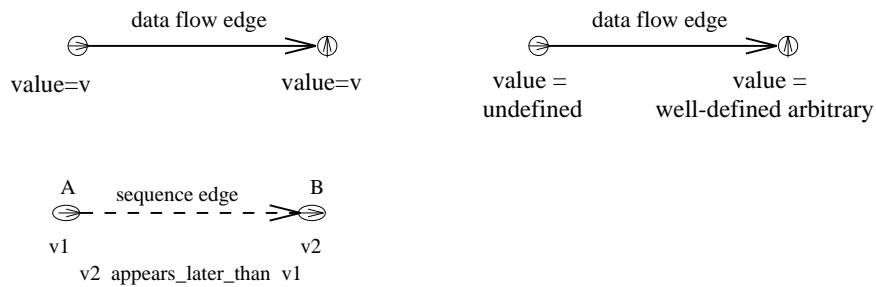 data flow edge
value=v
value=v
data flow edge
value =
undefined
value =
well-defined arbitrary
A
sequence edge
B
v1
v2
v2 appears_later_than v1